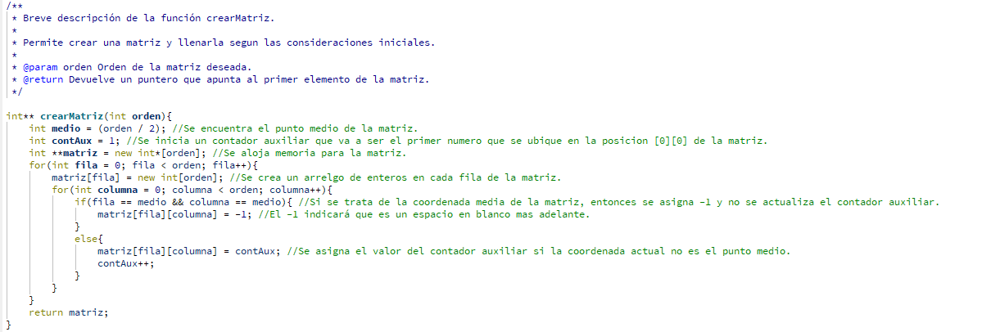 /**
 * Breve descripción de la función crearMatriz.
 *
 * Permite crear una matriz y llenarla segun las consideraciones iniciales.
 *
 * @param orden Orden de la matriz deseada.
 * @return Devuelve un puntero que apunta al primer elemento de la matriz.
 */
int** crearMatriz(int orden){
    int medio = (orden / 2); //Se encuentra el punto medio de la matriz.
    int contAux = 1; //Se inicia un contador auxiliar que va a ser el primer numero que se ubique en la posicion [0][0] de la matriz.
    int **matriz = new int*[orden]; //Se aloja memoria para la matriz.
    for(int fila = 0; fila < orden; fila++){
        matriz[fila] = new int[orden]; //Se crea un arrelgo de enteros en cada fila de la matriz.
        for(int columna = 0; columna < orden; columna++){
            if(fila == medio && columna == medio){ //Si se trata de la coordenada media de la matriz, entonces se asigna -1 y no se actualiza el contador auxiliar.
                matriz[fila][columna] = -1; //El -1 indicará que es un espacio en blanco mas adelante.
            }
            else{
                matriz[fila][columna] = contAux; //Se asigna el valor del contador auxiliar si la coordenada actual no es el punto medio.
                contAux++;
            }
        }
    }
    return matriz;
}